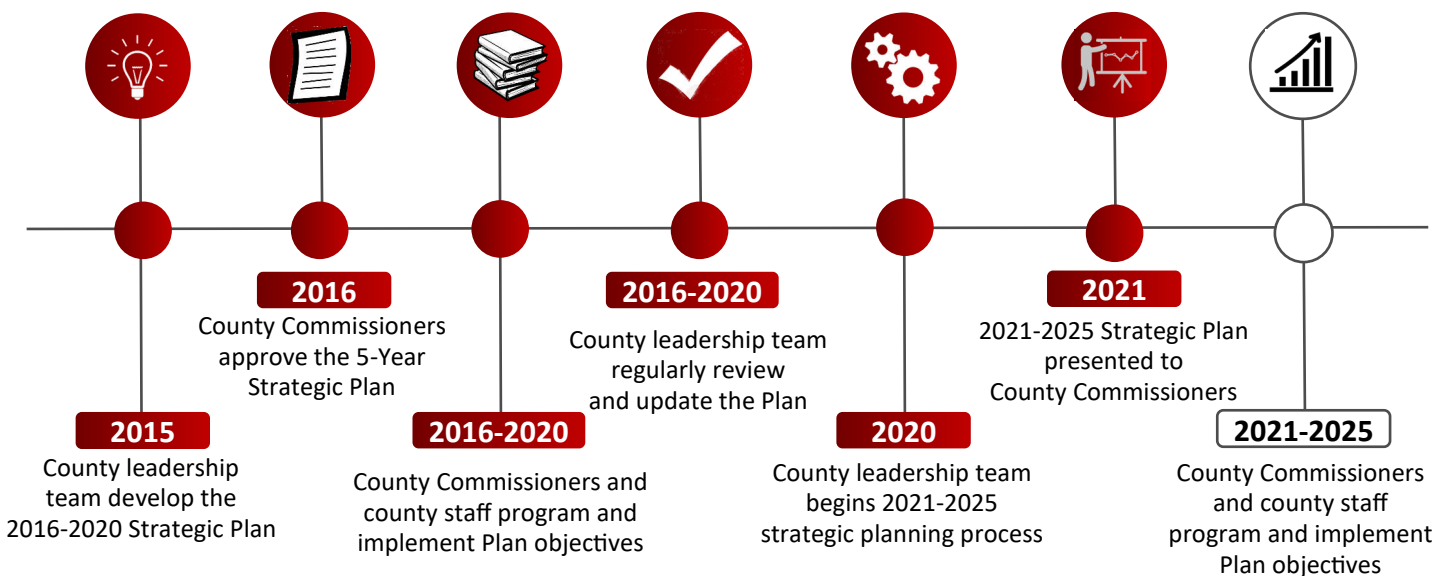 2015
County leadership
team develop the
2016-2020 Strategic Plan
2016
County Commissioners
approve the 5-Year
Strategic Plan
2016-2020
County Commissioners and
county staff program and
implement Plan objectives
2016-2020
County leadership team
regularly review
and update the Plan
2020
County leadership team
begins 2021-2025
strategic planning process
2021
2021-2025 Strategic Plan
presented to
County Commissioners
2021-2025
County Commissioners
and county staff
program and implement
Plan objectives